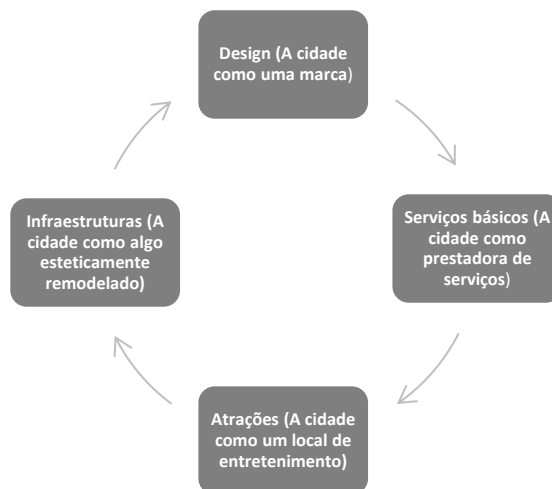 Design (A cidade
como uma marca)
Serviços básicos (A
cidade como
prestadora de
serviços)
Atrações (A cidade
como um local de
entretenimento)
Infraestruturas (A
cidade como algo
esteticamente
remodelado)